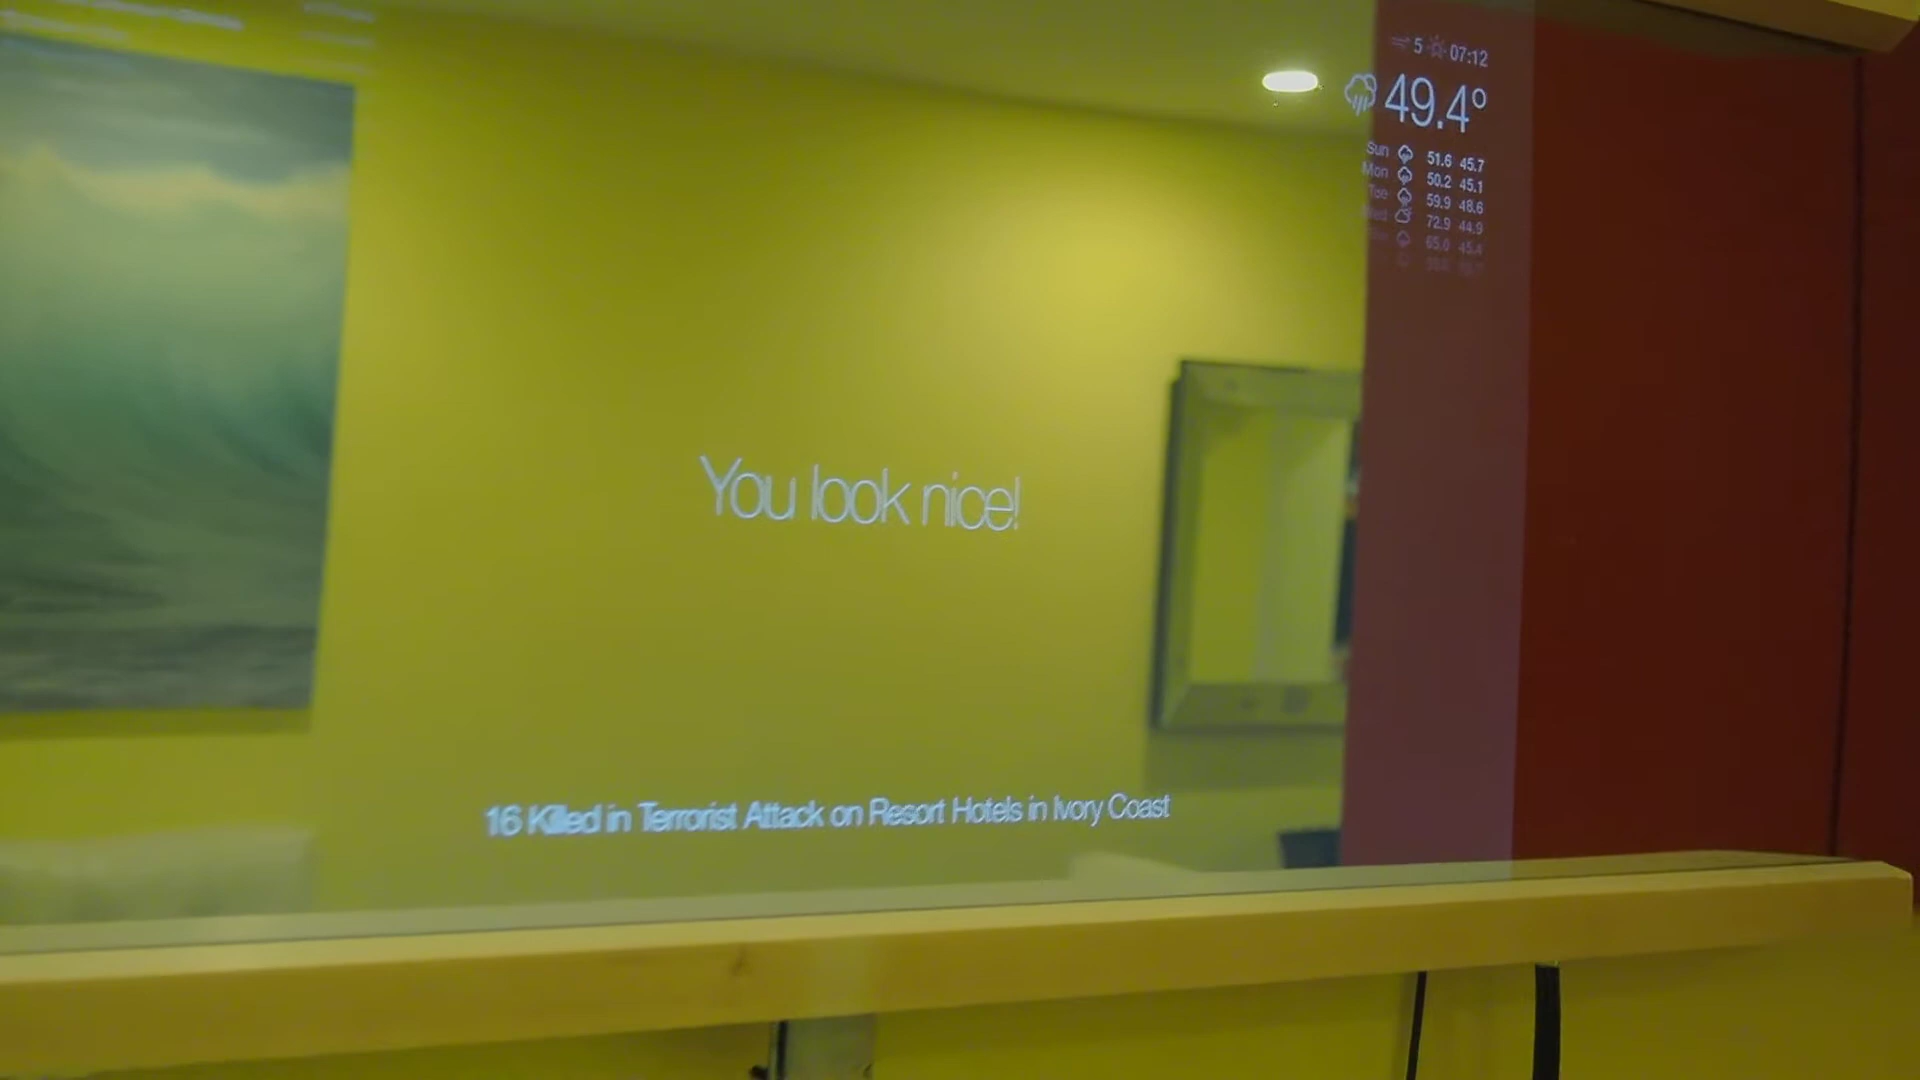 5 07:12
49.4°
Sun 51.6 45.7
Mon 50.2 45.1
Tue 59.9 48.6
Wed 72.9 44.9
65.0 45.4
You look nice!
16 Killed in Terrorist Attack on Resort Hotels in Ivory Coast